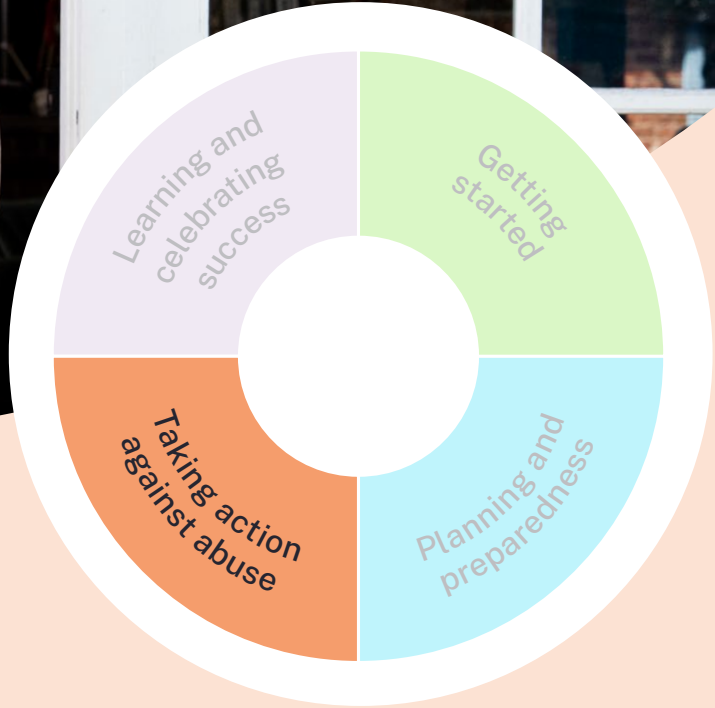 Learning and
celebrating
success
Getting
started
Taking action
against abuse
Planning and
preparedness